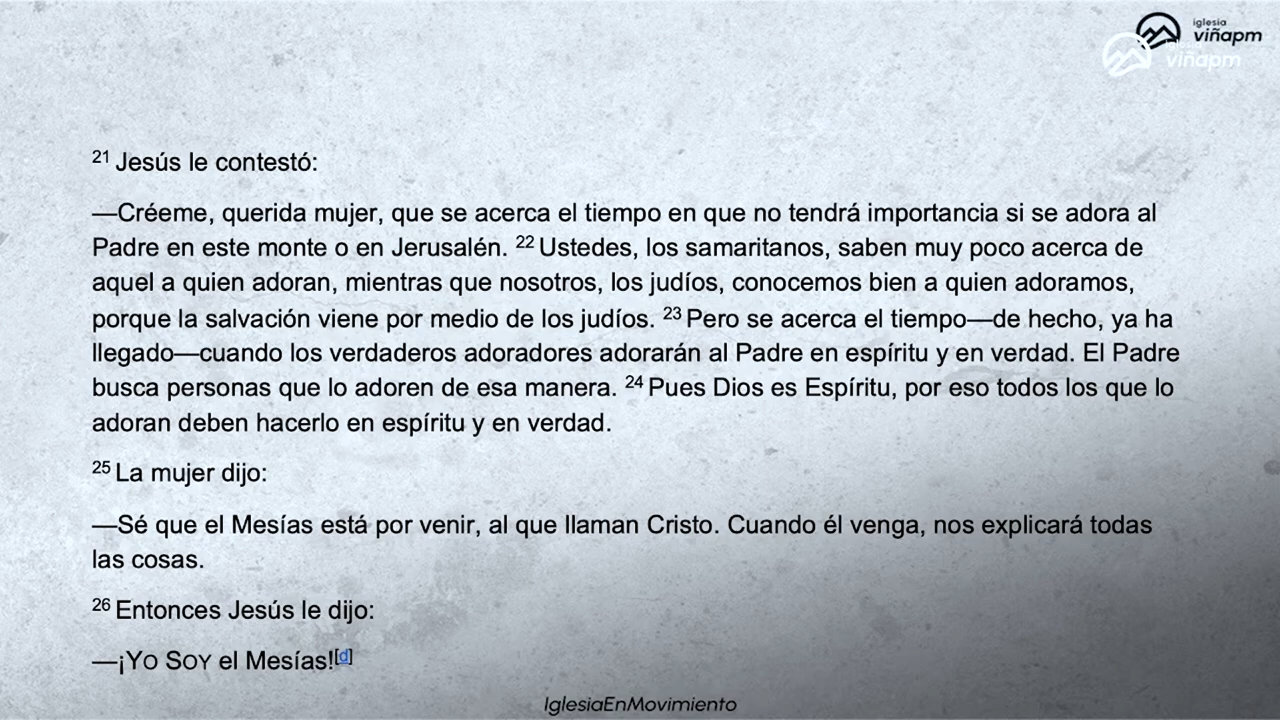 iglesia
viñapm
viñapm
21 Jesús le contestó:
—Créeme, querida mujer, que se acerca el tiempo en que no tendrá importancia si se adora al
Padre en este monte o en Jerusalén. 22 Ustedes, los samaritanos, saben muy poco acerca de
aquel a quien adoran, mientras que nosotros, los judíos, conocemos bien a quien adoramos,
porque la salvación viene por medio de los judíos. 23 Pero se acerca el tiempo—de hecho, ya ha
llegado—cuando los verdaderos adoradores adorarán al Padre en espíritu y en verdad. El Padre
busca personas que lo adoren de esa manera. 24 Pues Dios es Espíritu, por eso todos los que lo
adoran deben hacerlo en espíritu y en verdad.
25 La mujer dijo:
—Sé que el Mesías está por venir, al que llaman Cristo. Cuando él venga, nos explicará todas
las cosas.
26 Entonces Jesús le dijo:
—¡YO SOY el Mesías![d]
IglesiaEnMovimiento